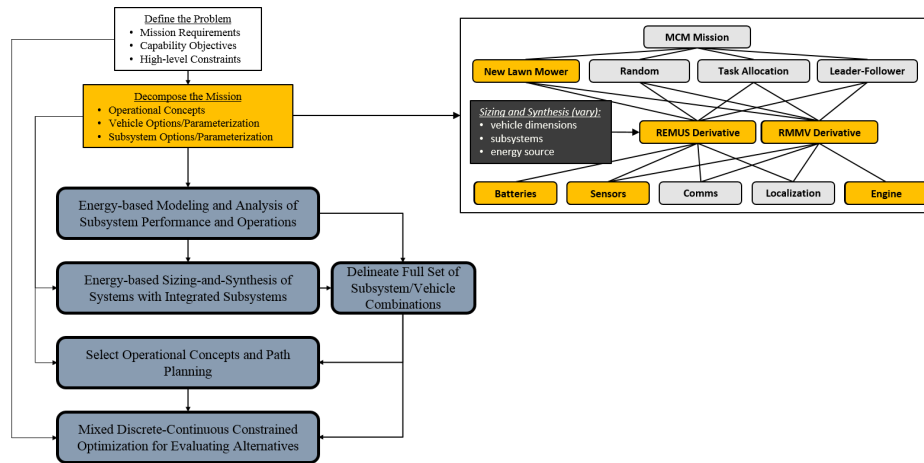 Define the Problem
• Mission Requirements
• Capability Objectives
• High-level Constraints
Decompose the Mission
• Operational Concepts
• Vehicle Options/Parameterization
• Subsystem Options/Parameterization
Energy-based Modeling and Analysis of
Subsystem Performance and Operations
Energy-based Sizing-and-Synthesis of
Systems with Integrated Subsystems
Delineate Full Set of
Subsystem/Vehicle
Combinations
Select Operational Concepts and Path
Planning
Mixed Discrete-Continuous Constrained
Optimization for Evaluating Alternatives
MCM Mission
New Lawn Mower
Random
Task Allocation
Leader-Follower
Sizing and Synthesis (vary):
• vehicle dimensions
• subsystems
• energy source
REMUS Derivative
RMMV Derivative
Batteries
Sensors
Comms
Localization
Engine